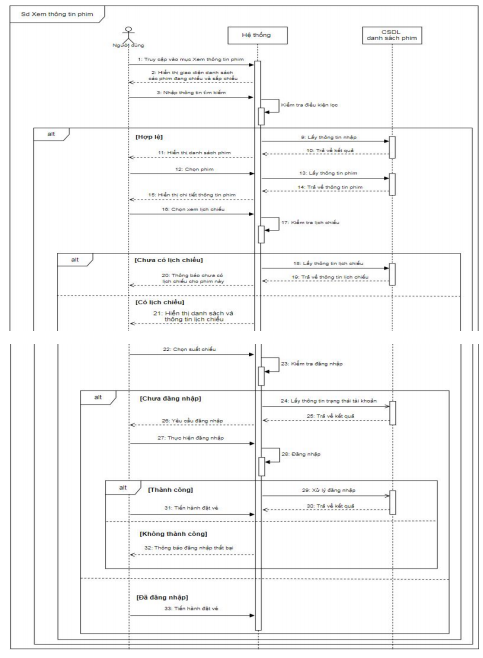 Sd Xem thông tin phim
Người dùng
Hệ thống
CSDL
danh sách phim
1: Truy cập vào mục Xem thông tin phim
2: Hiển thị giao diện danh sách
các phim đang chiếu và sắp chiếu
3: Nhập thông tin tìm kiếm
Kiểm tra điều kiện lọc
alt
[Hợp lệ]
9: Lấy thông tin nhập
10: Trả về kết quả
11: Hiển thị danh sách phim
12: Chọn phim
13: Lấy thông tin phim
14: Trả về thông tin phim
15: Hiển thị chi tiết thông tin phim
16: Chọn xem lịch chiếu
17: Kiểm tra lịch chiếu
alt
[Chưa có lịch chiếu]
18: Lấy thông tin lịch chiếu
19: Trả về thông tin lịch chiếu
20: Thông báo chưa có
lịch chiếu cho phim này
[Có lịch chiếu]
21: Hiển thị danh sách và
thông tin lịch chiếu
22: Chọn suất chiếu
23: Kiểm tra đăng nhập
alt
[Chưa đăng nhập]
24: Lấy thông tin trạng thái tài khoản
25: Trả về kết quả
26: Yêu cầu đăng nhập
27: Thực hiện đăng nhập
28: Đăng nhập
alt
[Thành công]
29: Xử lý đăng nhập
30: Trả về kết quả
31: Tiến hành đặt vé
[Không thành công]
32: Thông báo đăng nhập thất bại
[Đã đăng nhập]
33: Tiến hành đặt vé